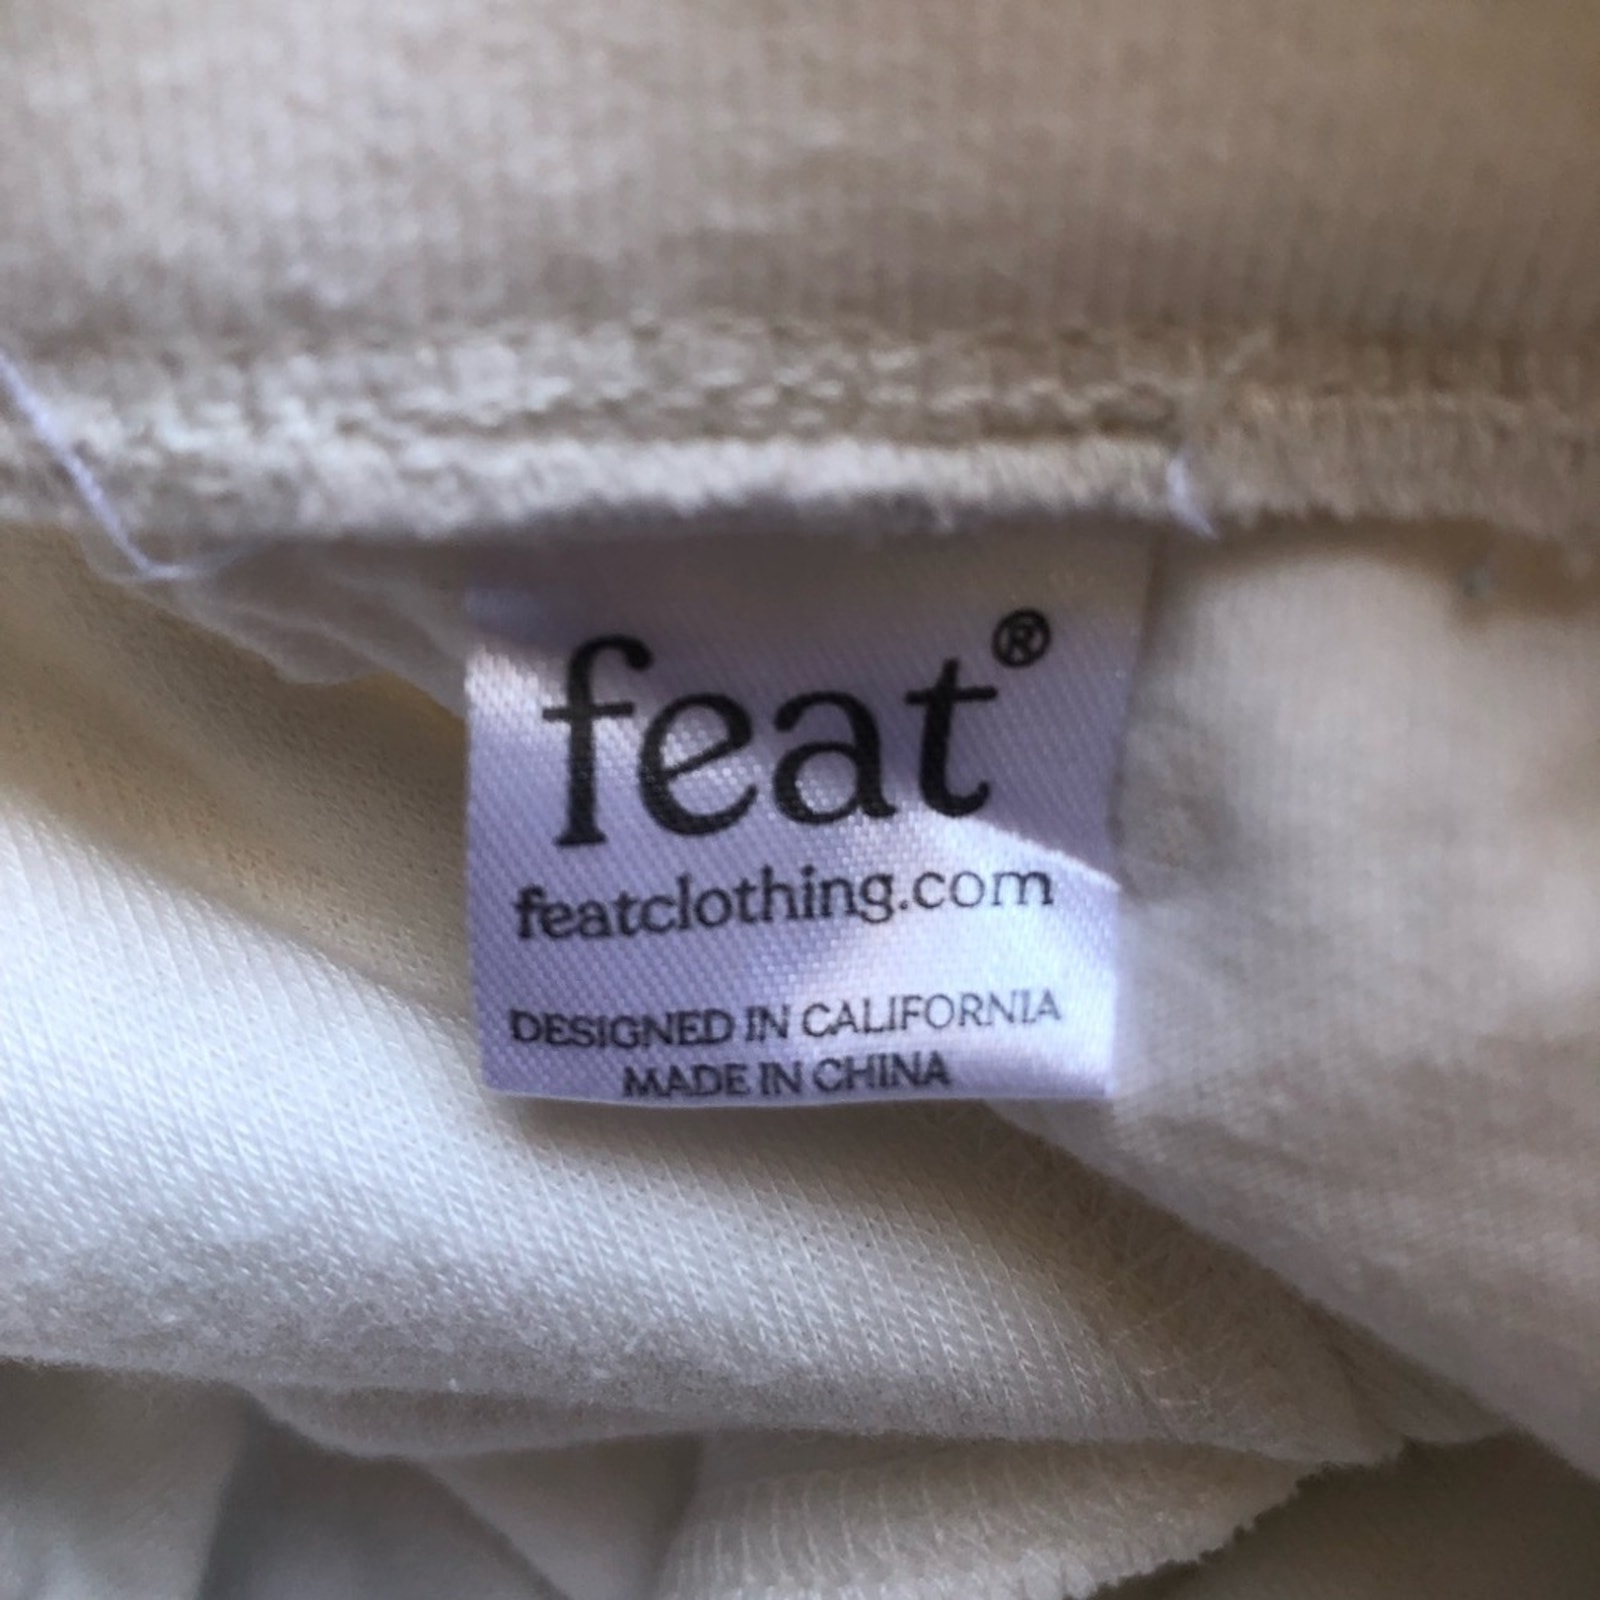 feat®
featclothing.com
DESIGNED IN CALIFORNIA
MADE IN CHINA